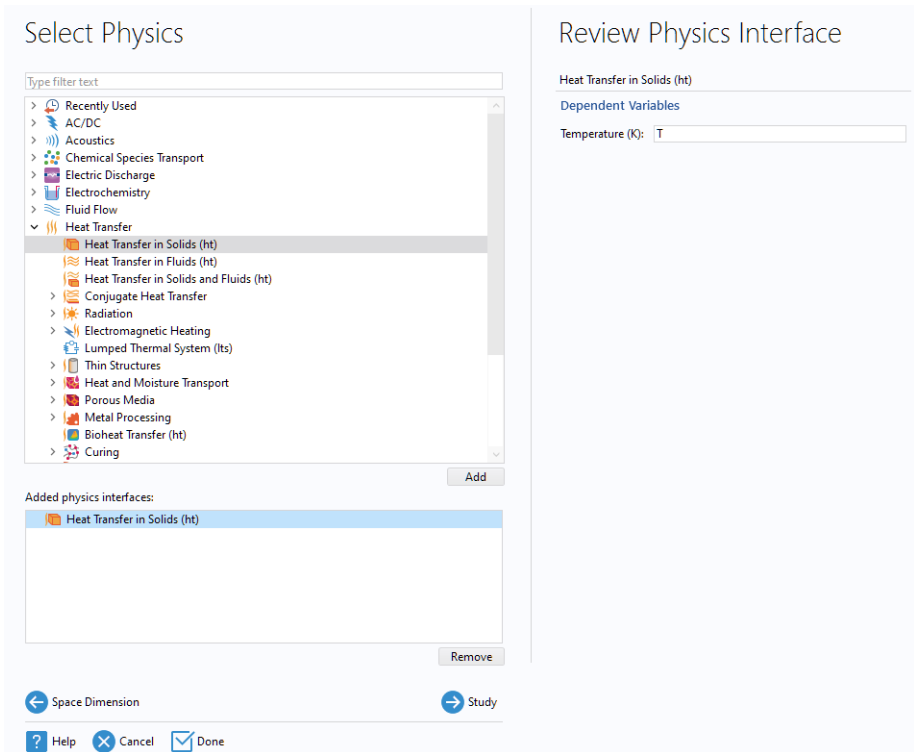 Select Physics
Type filter text
Recently Used
AC/DC
Acoustics
Chemical Species Transport
Electric Discharge
Electrochemistry
Fluid Flow
Heat Transfer
Heat Transfer in Solids (ht)
Heat Transfer in Fluids (ht)
Heat Transfer in Solids and Fluids (ht)
Conjugate Heat Transfer
Radiation
Electromagnetic Heating
Lumped Thermal System (lts)
Thin Structures
Heat and Moisture Transport
Porous Media
Metal Processing
Bioheat Transfer (ht)
Curing
Add
Added physics interfaces:
Heat Transfer in Solids (ht)
Remove
Space Dimension
Study
? Help
Cancel
Done
Review Physics Interface
Heat Transfer in Solids (ht)
Dependent Variables
Temperature (K): T